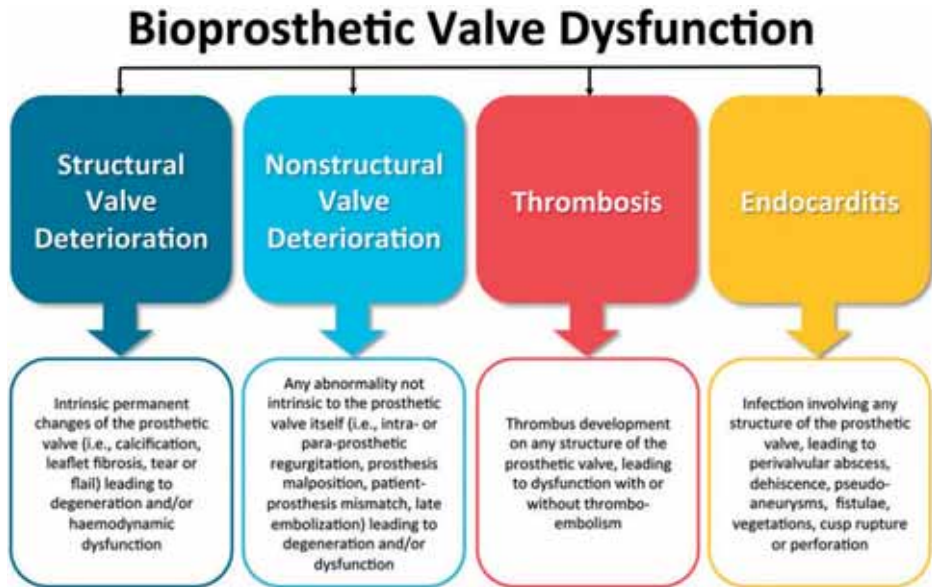 Bioprosthetic Valve Dysfunction
Structural
Valve
Deterioration
Nonstructural
Valve
Deterioration
Thrombosis
Endocarditis
Intrinsic permanent
changes of the prosthetic
valve (i.e., calcification,
leaflet fibrosis, tear or
flail) leading to
degeneration and/or
haemodynamic
dysfunction
Any abnormality not
intrinsic to the prosthetic
valve itself (i.e., intra- or
para-prosthetic
regurgitation, prosthesis
malposition, patient-
prosthesis mismatch, late
embolization) leading to
degeneration and/or
dysfunction
Thrombus development
on any structure of the
prosthetic valve, leading
to dysfunction with or
without thrombo-
embolism
Infection involving any
structure of the prosthetic
valve, leading to
perivalvular abscess,
dehiscence, pseudo-
aneurysms, fistulae,
vegetations, cusp rupture
or perforation